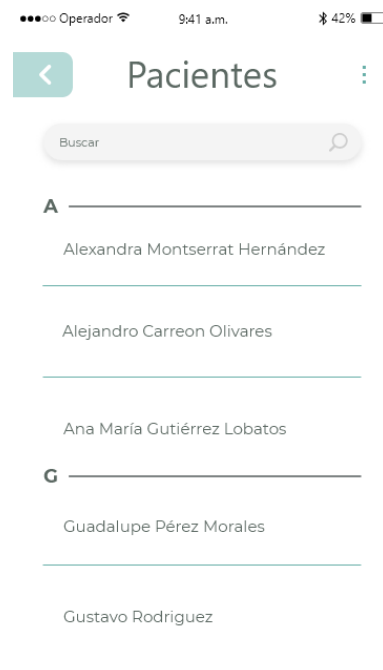 Operador 9:41 a.m. 42%
Pacientes
Buscar
A
Alexandra Montserrat Hernández
Alejandro Carreon Olivares
Ana María Gutiérrez Lobatos
G
Guadalupe Pérez Morales
Gustavo Rodriguez